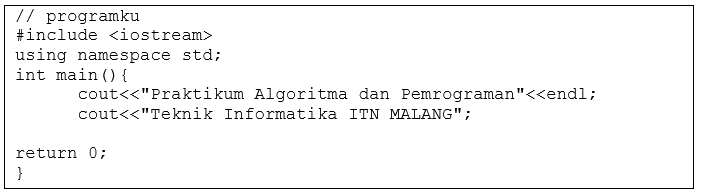 // programku
#include <iostream>
using namespace std;
int main(){
cout<<"Praktikum Algoritma dan Pemrograman"<<endl;
cout<<"Teknik Informatika ITN MALANG";
return 0;
}